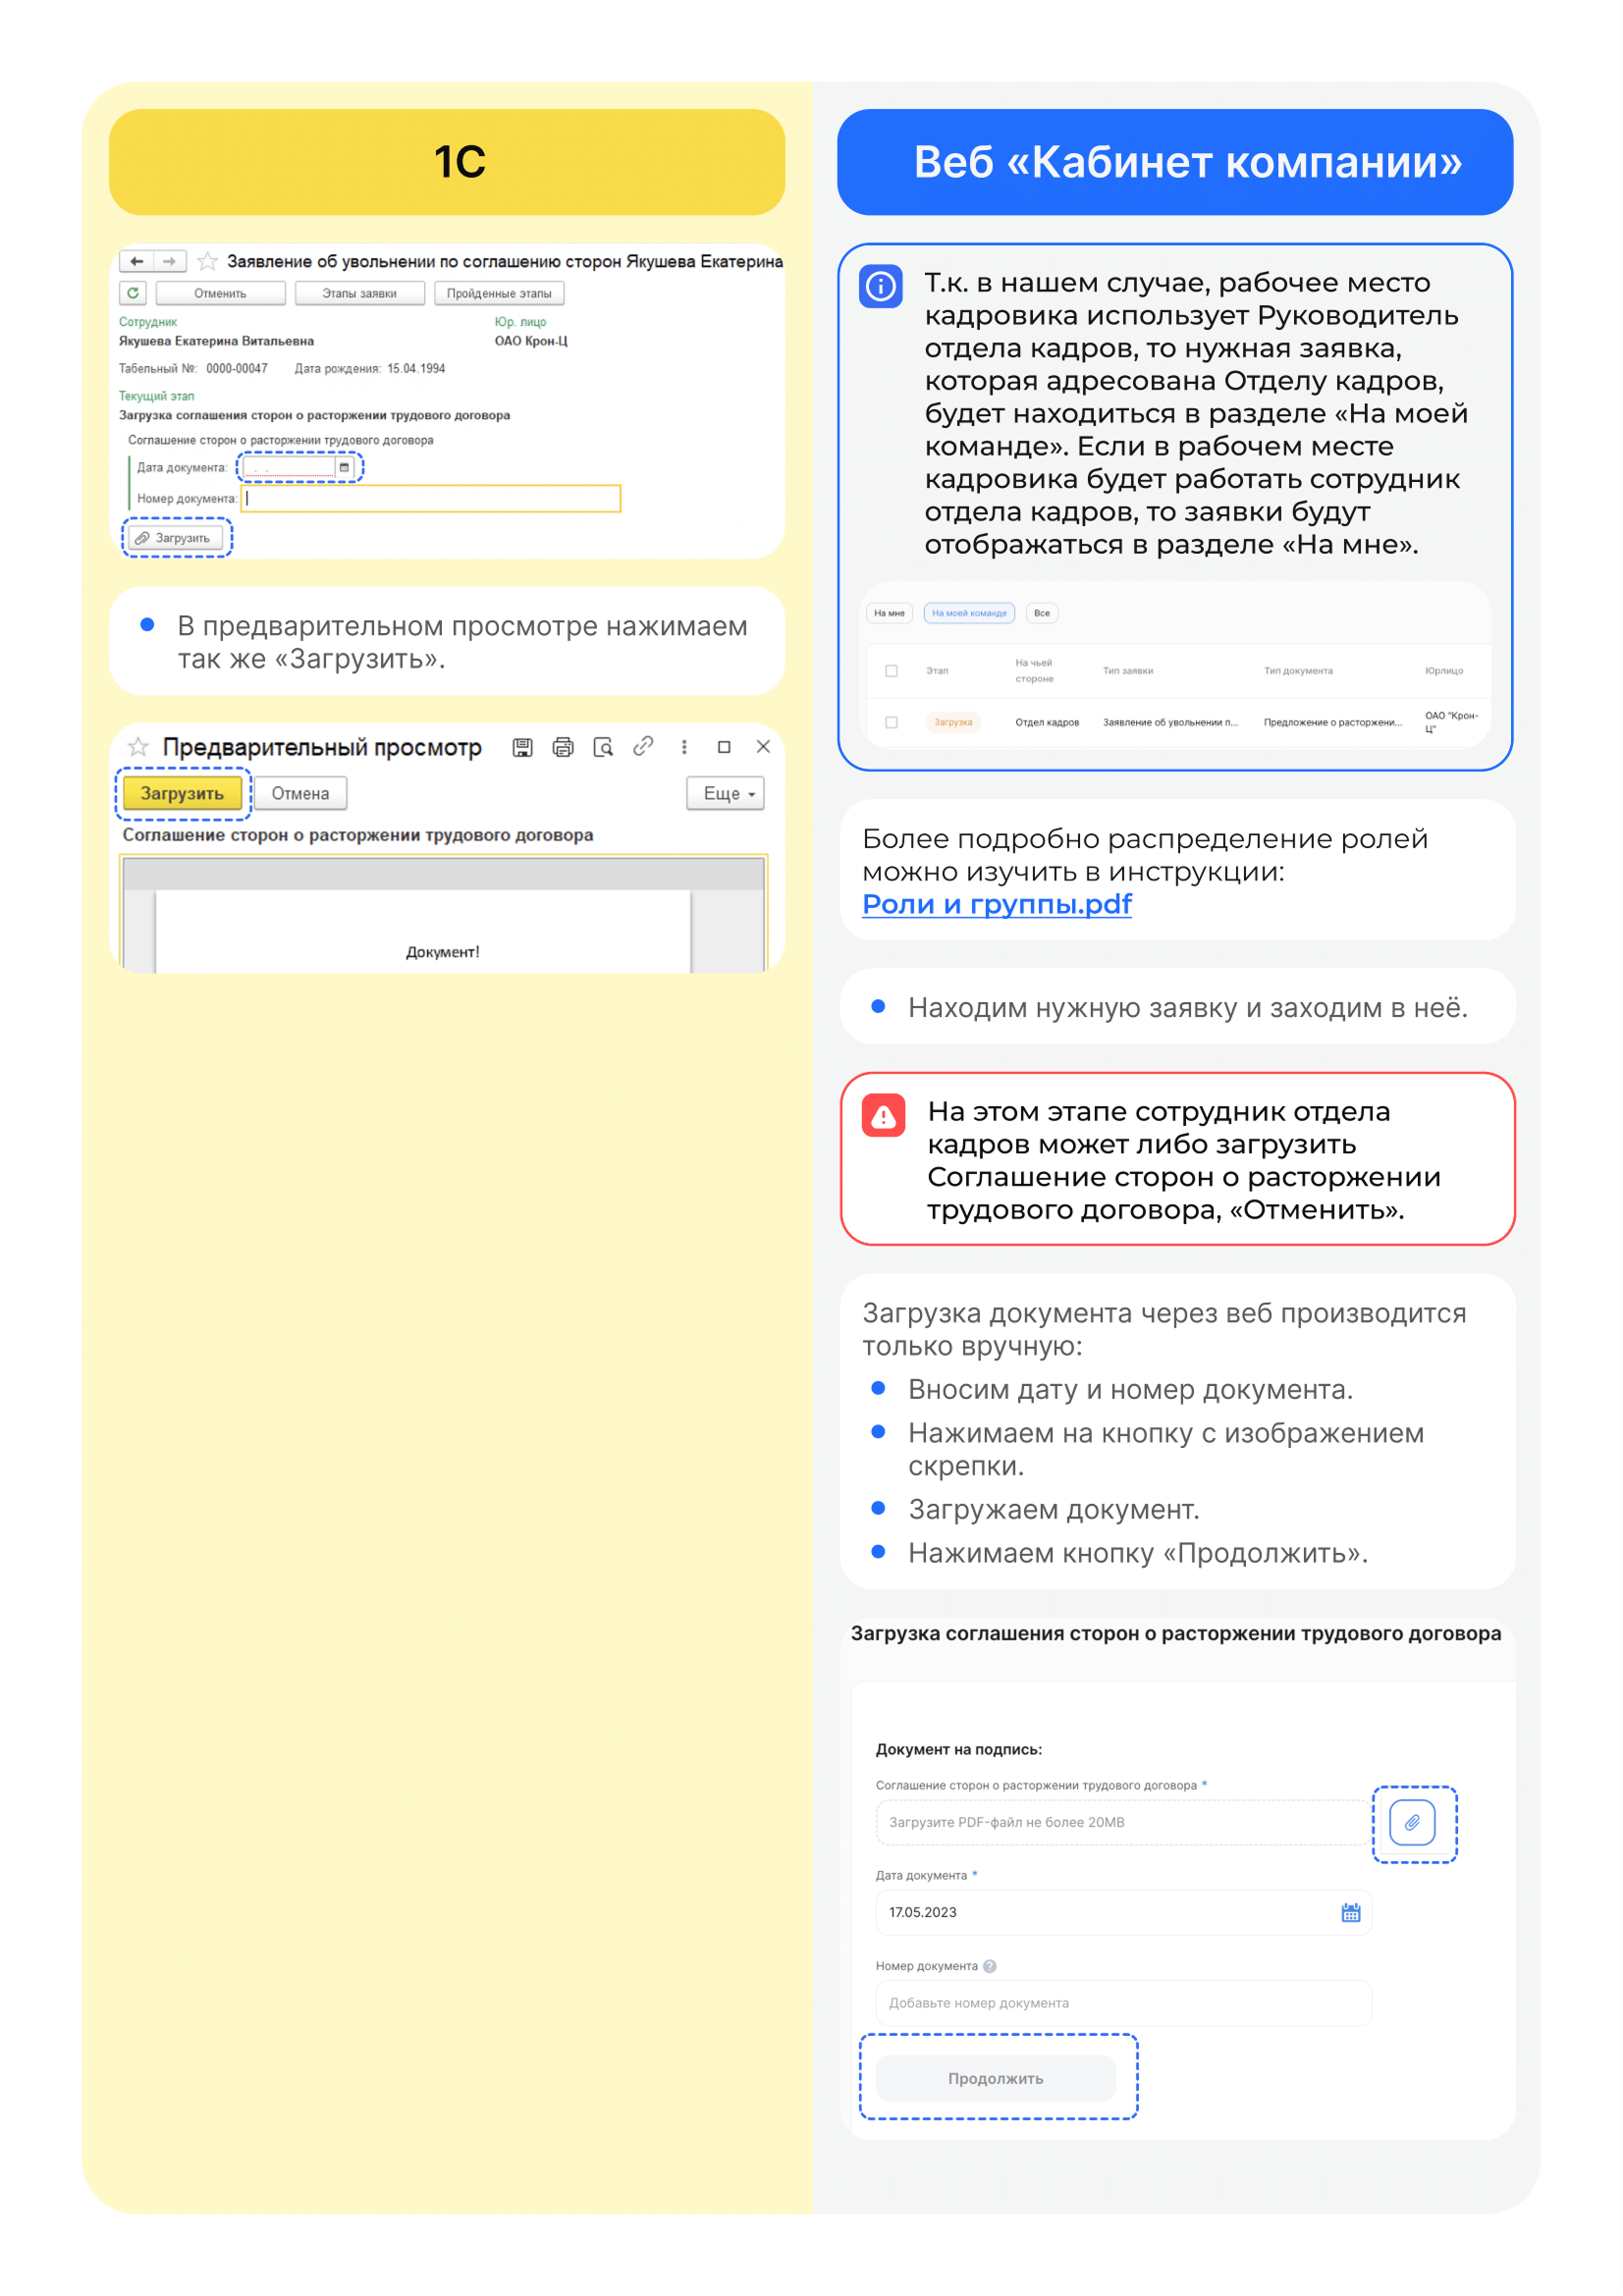 1С
Заявление об увольнении по соглашению сторон Якушева Екатерина
Отменить
Этапы заявки
Пройденные этапы
Сотрудник
Юр. лицо
Якушева Екатерина Витальевна
ОАО Крон-Ц
Табельный №: 0000-00047
Дата рождения: 15.04.1994
Текущий этап
Загрузка соглашения сторон о расторжении трудового договора
Соглашение сторон о расторжении трудового договора
Дата документа: . .
Номер документа:
Загрузить
В предварительном просмотре нажимаем
так же «Загрузить».
Предварительный просмотр
Загрузить
Отмена
Еще
Соглашение сторон о расторжении трудового договора
Документ!
Веб «Кабинет компании»
Т.к. в нашем случае, рабочее место
кадровика использует Руководитель
отдела кадров, то нужная заявка,
которая адресована Отделу кадров,
будет находиться в разделе «На моей
команде». Если в рабочем месте
кадровика будет работать сотрудник
отдела кадров, то заявки будут
отображаться в разделе «На мне».
На мне
На моей команде
Все
Этап
На чьей
стороне
Тип заявки
Тип документа
Юрлицо
Загрузка
Отдел кадров
Заявление об увольнении п...
Предложение о расторжени...
ОАО "Крон-
Ц"
Более подробно распределение ролей
можно изучить в инструкции:
Роли и группы.pdf
Находим нужную заявку и заходим в неё.
На этом этапе сотрудник отдела
кадров может либо загрузить
Соглашение сторон о расторжении
трудового договора, «Отменить».
Загрузка документа через веб производится
только вручную:
Вносим дату и номер документа.
Нажимаем на кнопку с изображением
скрепки.
Загружаем документ.
Нажимаем кнопку «Продолжить».
Загрузка соглашения сторон о расторжении трудового договора
Документ на подпись:
Соглашение сторон о расторжении трудового договора *
Загрузите PDF-файл не более 20MB
Дата документа *
17.05.2023
Номер документа ?
Добавьте номер документа
Продолжить